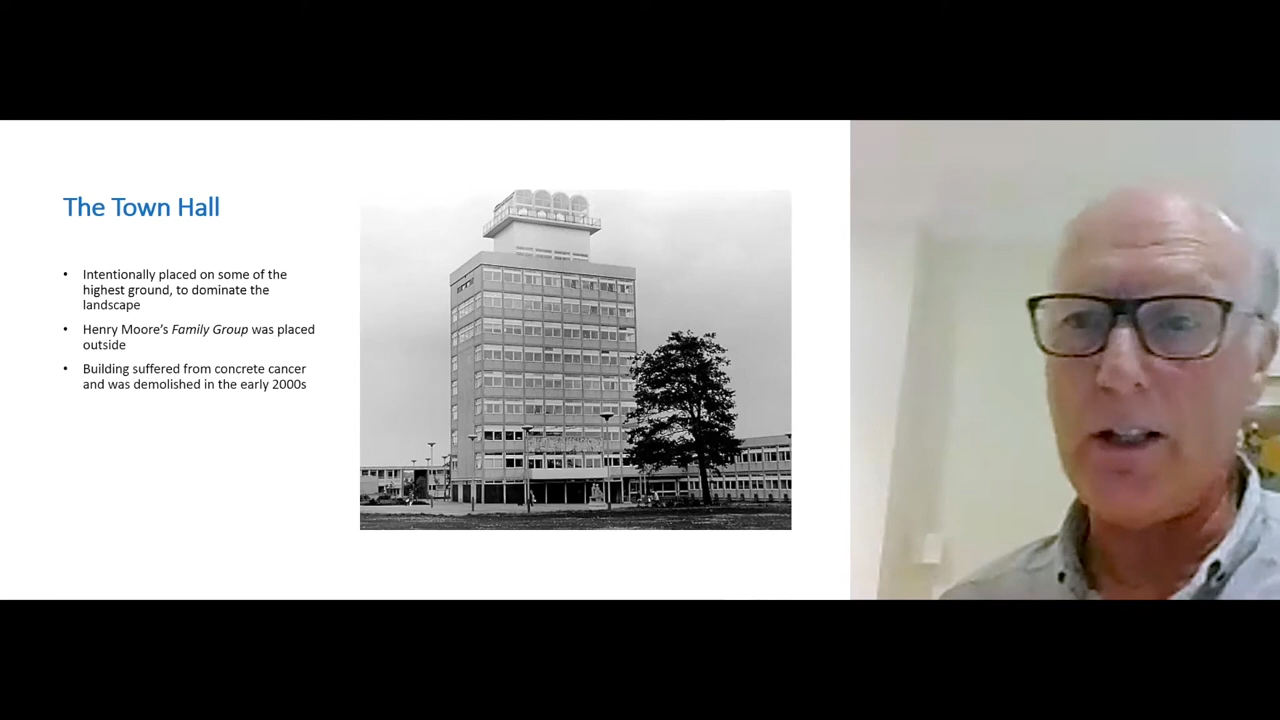 The Town Hall
• Intentionally placed on some of the
highest ground, to dominate the
landscape
• Henry Moore's Family Group was placed
outside
• Building suffered from concrete cancer
and was demolished in the early 2000s